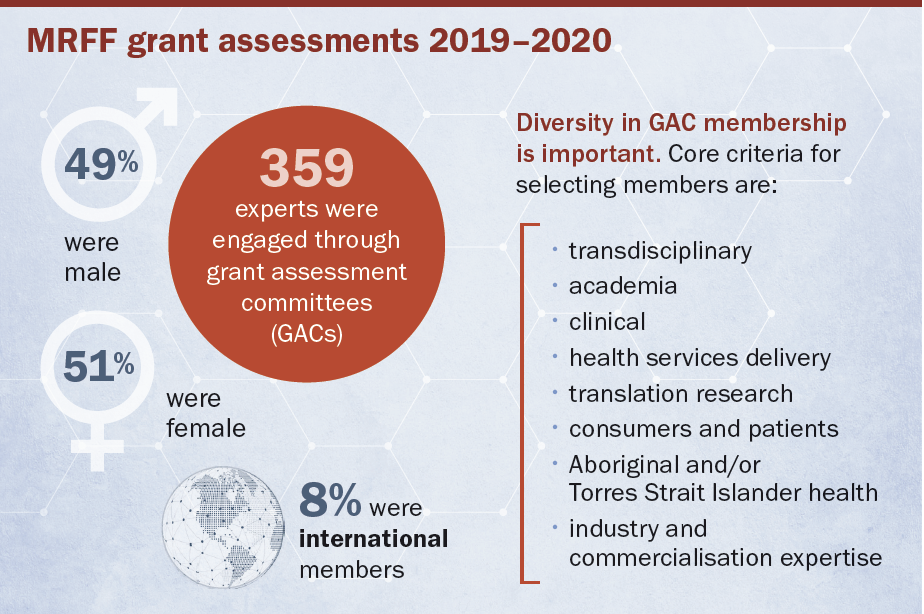 MRFF grant assessments 2019–2020
49%
were
male
359
experts were
engaged through
grant assessment
committees
(GACs)
51%
were
female
8% were
international
members
Diversity in GAC membership
is important. Core criteria for
selecting members are:
• transdisciplinary
• academia
• clinical
• health services delivery
• translation research
• consumers and patients
• Aboriginal and/or
Torres Strait Islander health
• industry and
commercialisation expertise